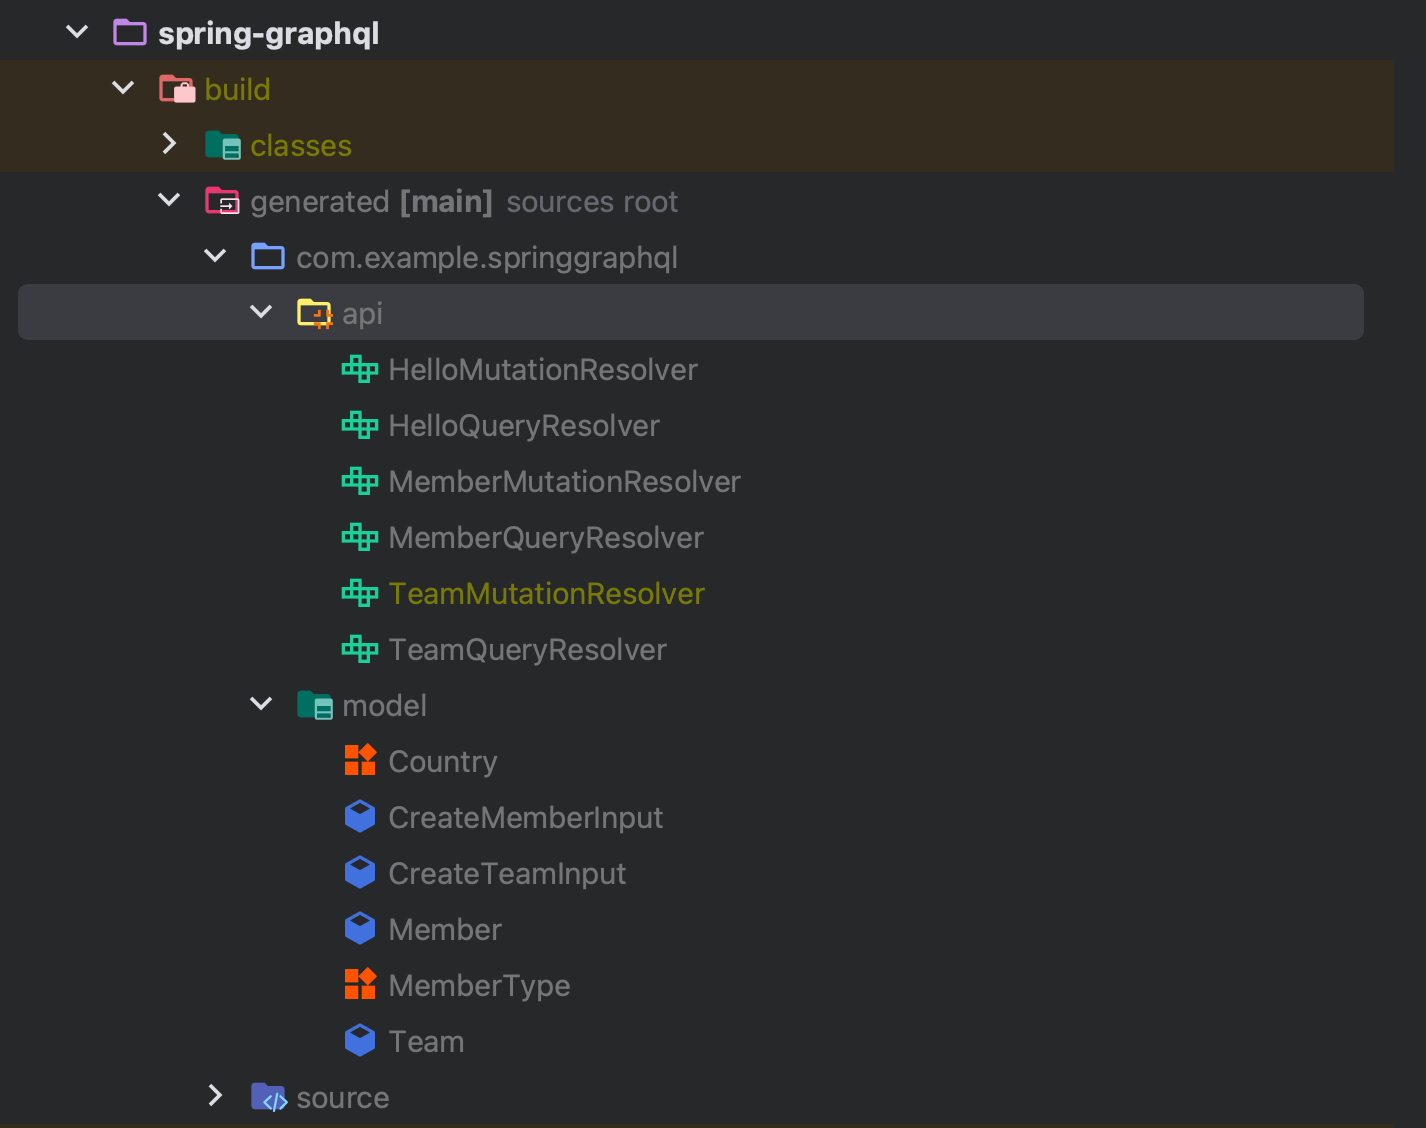 spring-graphql
build
classes
generated [main] sources root
com.example.springgraphql
api
HelloMutationResolver
HelloQueryResolver
MemberMutationResolver
MemberQueryResolver
TeamMutationResolver
TeamQueryResolver
model
Country
CreateMemberInput
CreateTeamInput
Member
MemberType
Team
source